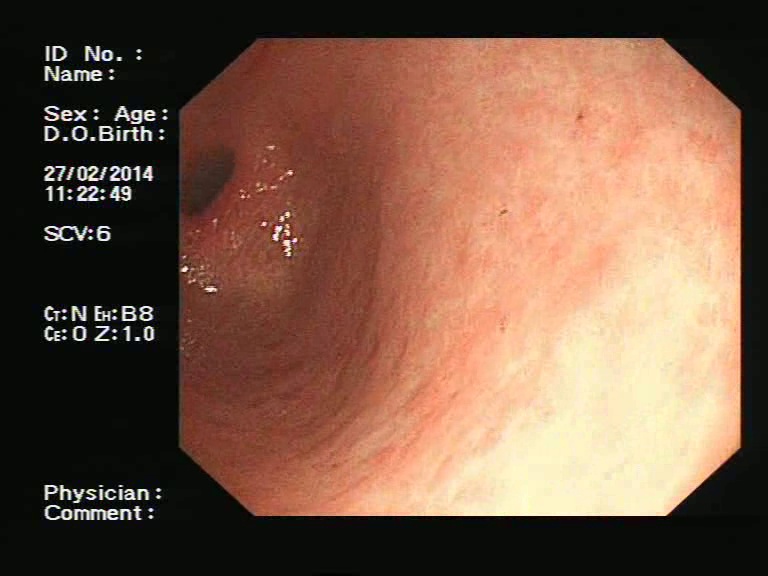 ID No. :
Name:
Sex: Age:
D.O.Birth:
27/02/2014
11:22:49
SCV:6
CT:N EH:B8
CE:0 Z:1.0
Physician:
Comment: